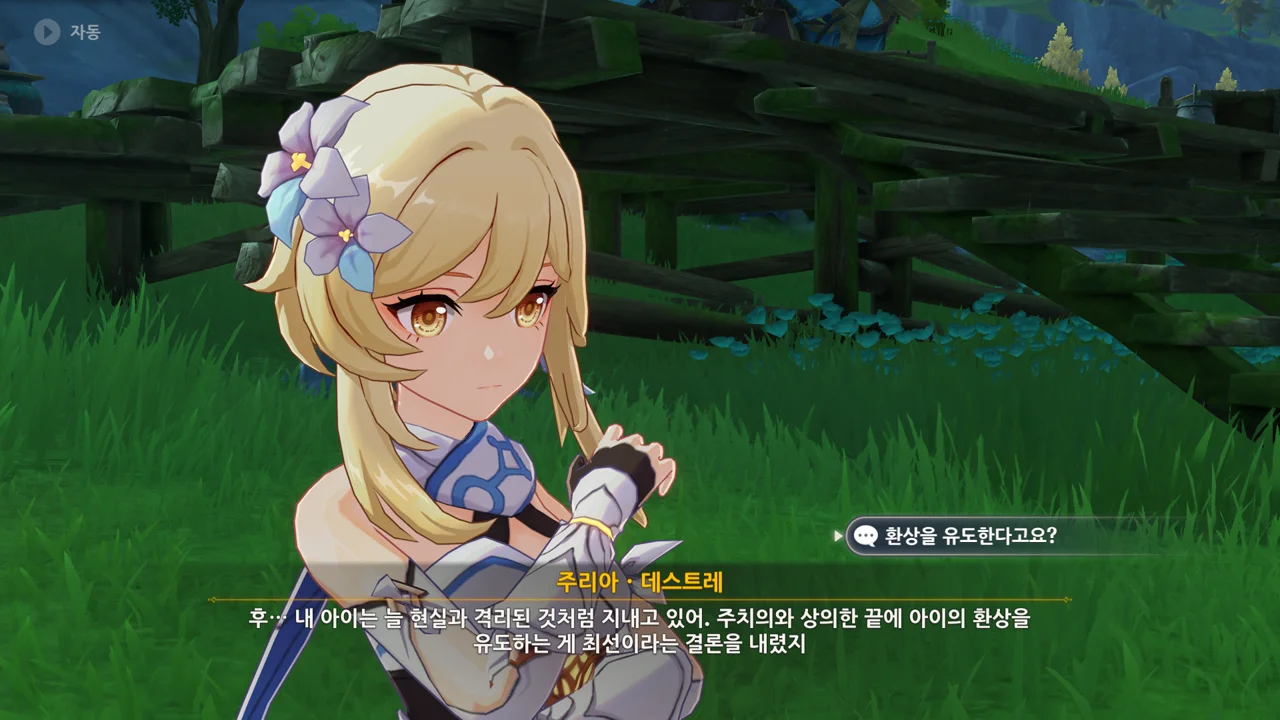 자동
환상을 유도한다고요?
주리아·데스트레
후… 내 아이는 늘 현실과 격리된 것처럼 지내고 있어. 주치의와 상의한 끝에 아이의 환상을
유도하는 게 최선이라는 결론을 내렸지